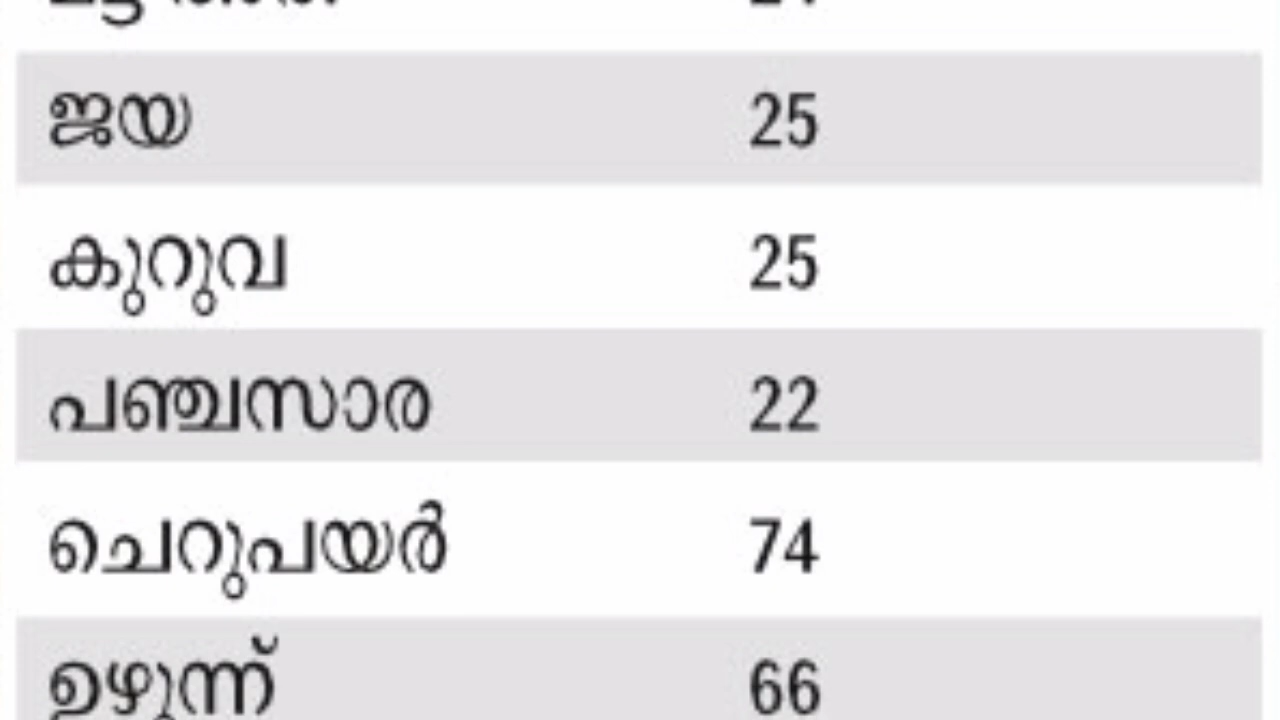 ജയ 25
കുറുവ 25
പഞ്ചസാര 22
ചെറുപയർ 74
ഉഴുന്ന് 66